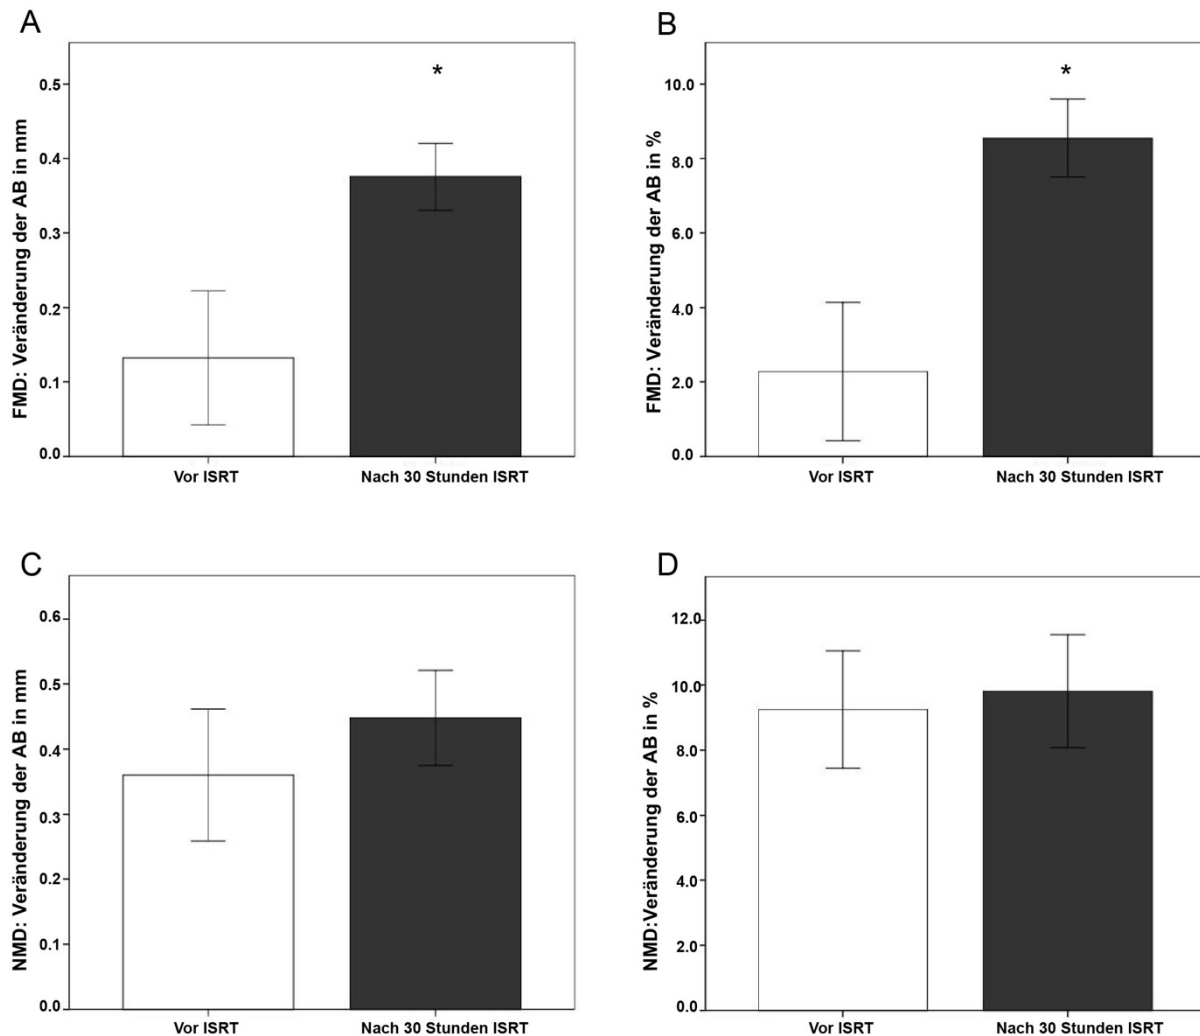 A
FMD: Veränderung der AB in mm
0.5
*
0.4
0.3
0.2
0.1
0.0
Vor ISRT
Nach 30 Stunden ISRT
B
FMD: Veränderung der AB in %
10.0
*
8.0
6.0
4.0
2.0
0.0
Vor ISRT
Nach 30 Stunden ISRT
C
NMD: Veränderung der AB in mm
0.6
0.5
0.4
0.3
0.2
0.1
0.0
Vor ISRT
Nach 30 Stunden ISRT
D
NMD:Veränderung der AB in %
12.0
10.0
8.0
6.0
4.0
2.0
0.0
Vor ISRT
Nach 30 Stunden ISRT